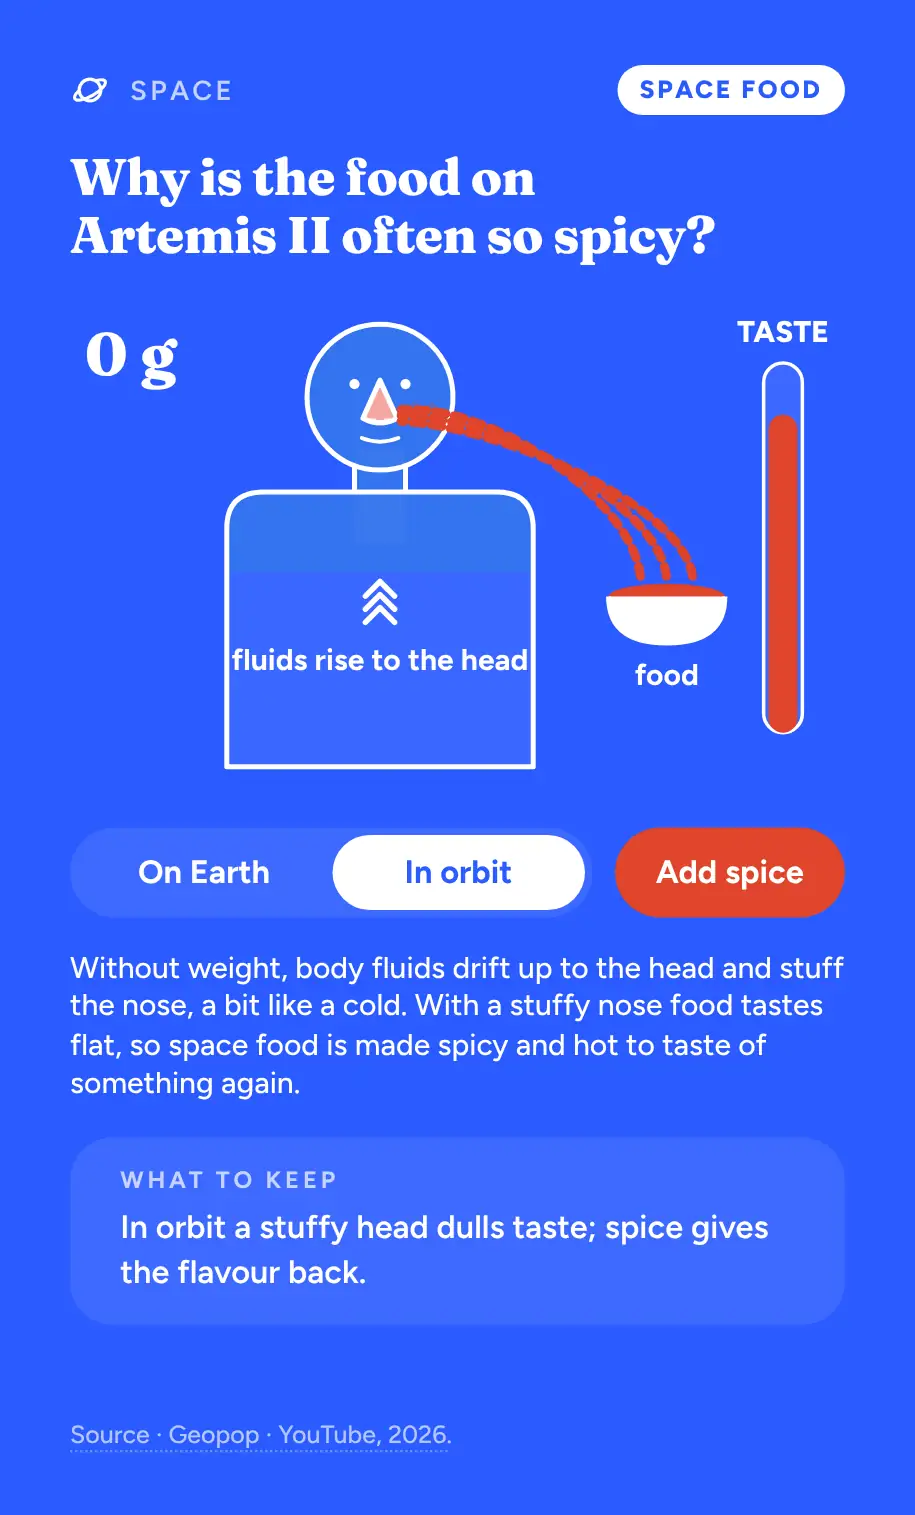 SPACE
SPACE FOOD
Why is the food on
Artemis II often so spicy?
0 g
TASTE
fluids rise to the head
food
On Earth
In orbit
Add spice
Without weight, body fluids drift up to the head and stuff
the nose, a bit like a cold. With a stuffy nose food tastes
flat, so space food is made spicy and hot to taste of
something again.
WHAT TO KEEP
In orbit a stuffy head dulls taste; spice gives
the flavour back.
Source · Geopop · YouTube, 2026.